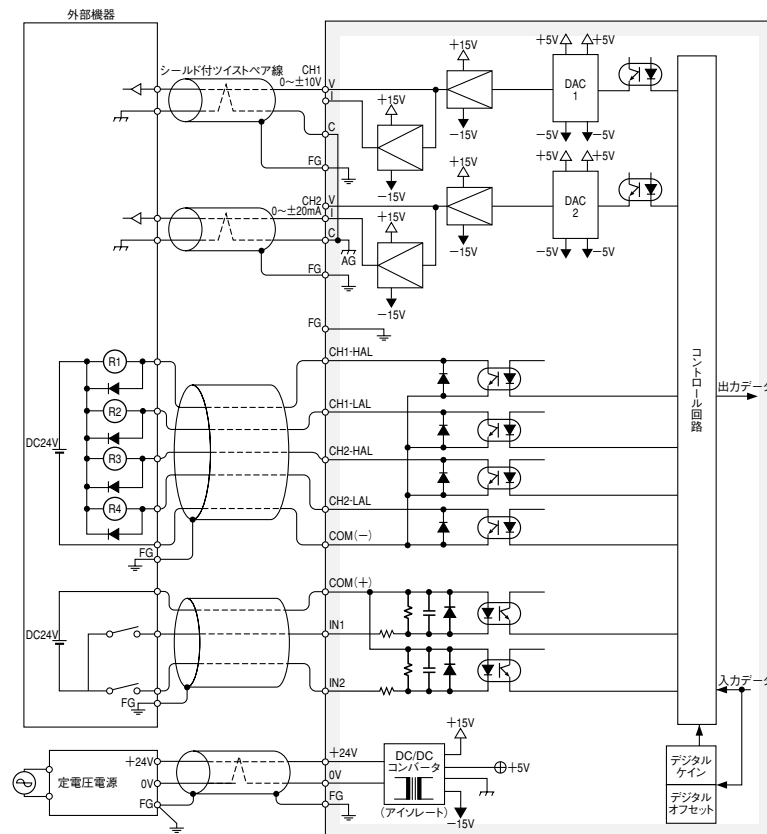 外部機器
シールド付ツイストペア線
CH1
0〜±10V
V
I
C
FG
+15V
−15V
+15V
−15V
+5V +5V
DAC
1
−5V −5V
CH2
0〜±20mA
V
I
C
AG
FG
+15V
−15V
+15V
−15V
+5V +5V
DAC
2
−5V −5V
FG
コントロール回路
出力データ
DC24V
R1
R2
R3
R4
FG
CH1-HAL
CH1-LAL
CH2-HAL
CH2-LAL
COM(−)
DC24V
FG
COM(+)
IN1
IN2
入力データ
デジタル
ケイン
デジタル
オフセット
定電圧電源
+24V
0V
FG
+24V
0V
FG
DC/DC
コンバータ
(アイソレート)
+15V
+5V
−15V